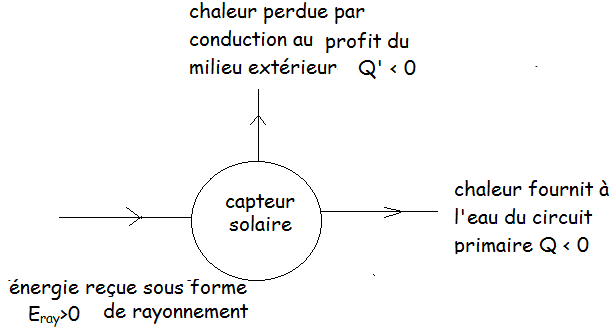 chaleur perdue par
conduction au profit du
milieu extérieur Q' < 0
capteur
solaire
chaleur fournit à
l'eau du circuit
primaire Q < 0
énergie reçue sous forme
Eray>0 de rayonnement